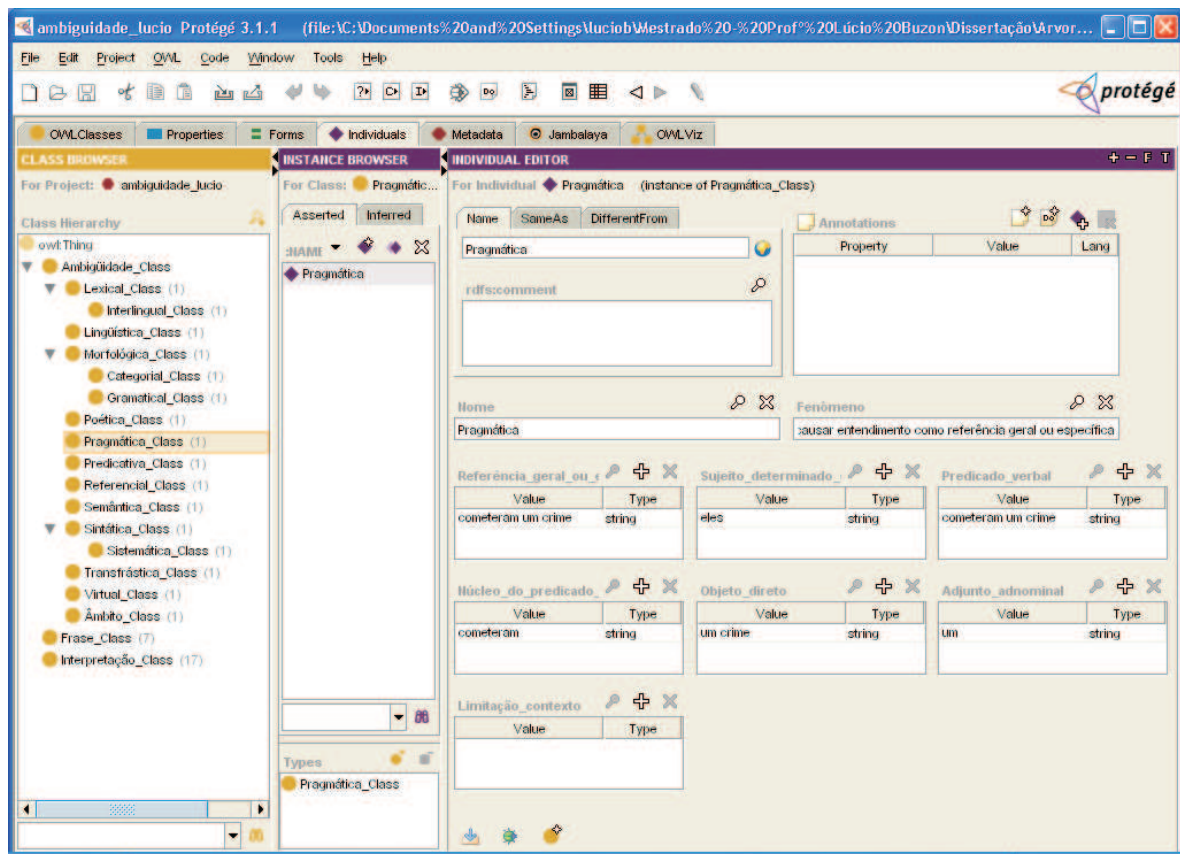 ambiguidade_lucio Protégé 3.1.1 (file:\C:\Documents%20and%20Settings\luciob\Mestrado%20-%20Profº%20Lúcio%20Buzon\Dissertação\Arvor...
File Edit Project OWL Code Window Tools Help
protégé
OWLClasses Properties Forms Individuals Metadata Jambalaya OWLViz
CLASS BROWSER
For Project: ambiguidade_lucio
Class Hierarchy
owl:Thing
Ambigüidade_Class
Lexical_Class (1)
Interlingual_Class (1)
Lingüística_Class (1)
Morfológica_Class (1)
Categorial_Class (1)
Gramatical_Class (1)
Poética_Class (1)
Pragmática_Class (1)
Predicativa_Class (1)
Referencial_Class (1)
Semântica_Class (1)
Sintática_Class (1)
Sistemática_Class (1)
Transfrástica_Class (1)
Virtual_Class (1)
Âmbito_Class (1)
Frase_Class (7)
Interpretação_Class (17)
INSTANCE BROWSER
For Class: Pragmátic...
Asserted Inferred
:NAME
Pragmática
Types
Pragmática_Class
INDIVIDUAL EDITOR + − F T
For Individual Pragmática (instance of Pragmática_Class)
Name SameAs DifferentFrom
Pragmática
rdfs:comment
Annotations
Property Value Lang
Nome
Pragmática
Fenômeno
causar entendimento como referência geral ou específica
Referência_geral_ou_e
Value Type
cometeram um crime string
Sujeito_determinado_
Value Type
eles string
Predicado_verbal
Value Type
cometeram um crime string
Núcleo_do_predicado_
Value Type
cometeram string
Objeto_direto
Value Type
um crime string
Adjunto_adnominal
Value Type
um string
Limitação_contexto
Value Type